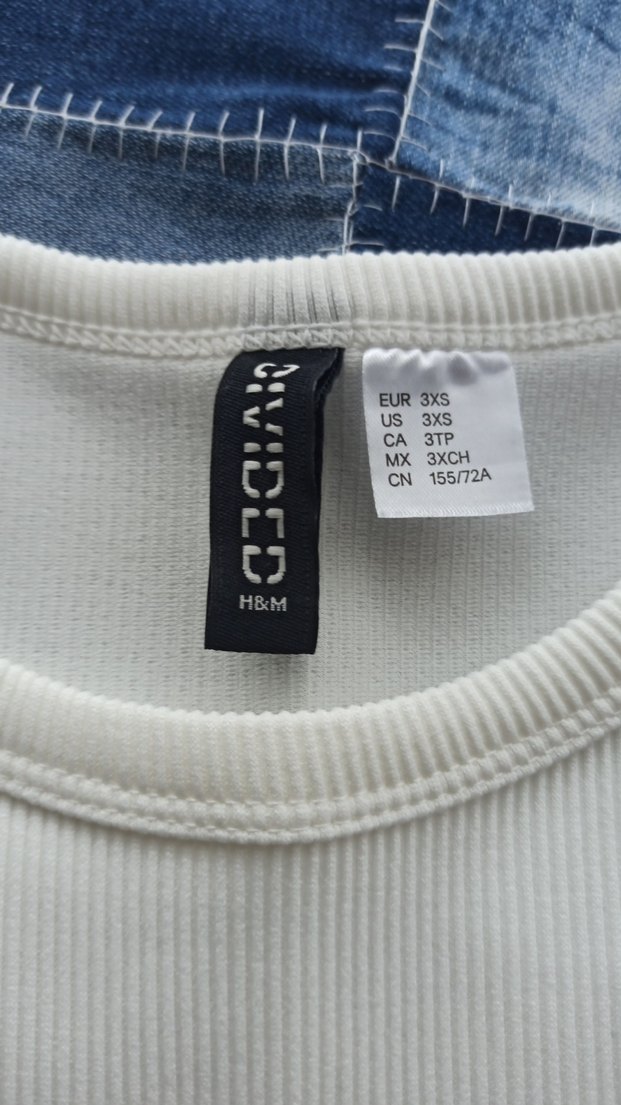 DIVIDED
H&M
EUR 3XS
US 3XS
CA 3TP
MX 3XCH
CN 155/72A